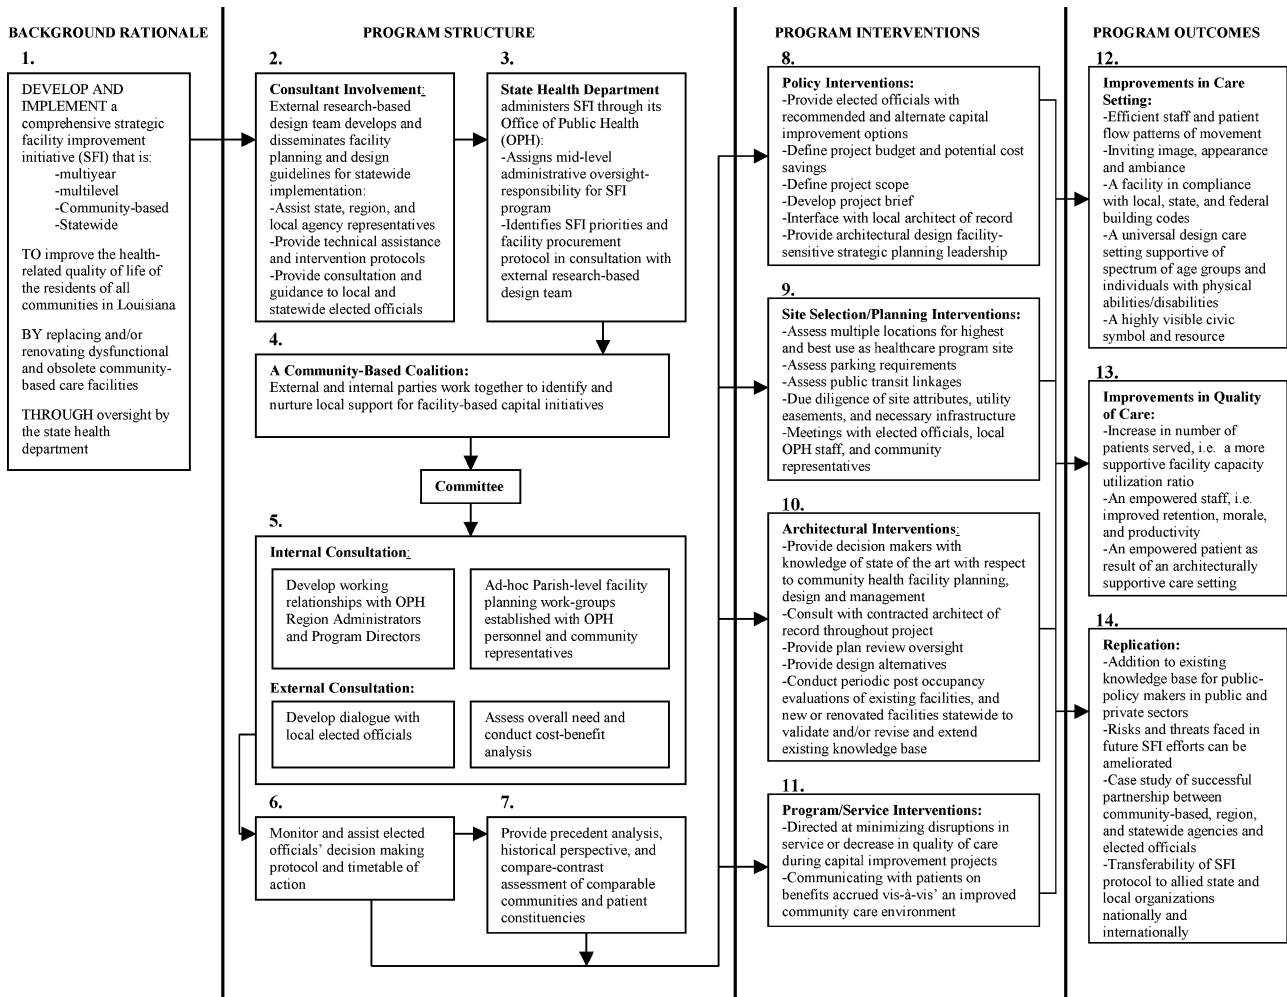 BACKGROUND RATIONALE
1.
DEVELOP AND
IMPLEMENT a
comprehensive strategic
facility improvement
initiative (SFI) that is:
-multiyear
-multilevel
-Community-based
-Statewide
TO improve the health-
related quality of life of
the residents of all
communities in Louisiana
BY replacing and/or
renovating dysfunctional
and obsolete community-
based care facilities
THROUGH oversight by
the state health
department
PROGRAM STRUCTURE
2.
Consultant Involvement:
External research-based
design team develops and
disseminates facility
planning and design
guidelines for statewide
implementation:
-Assist state, region, and
local agency representatives
-Provide technical assistance
and intervention protocols
-Provide consultation and
guidance to local and
statewide elected officials
3.
State Health Department
administers SFI through its
Office of Public Health
(OPH):
-Assigns mid-level
administrative oversight-
responsibility for SFI
program
-Identifies SFI priorities and
facility procurement
protocol in consultation with
external research-based
design team
4.
A Community-Based Coalition:
External and internal parties work together to identify and
nurture local support for facility-based capital initiatives
Committee
5.
Internal Consultation:
Develop working
relationships with OPH
Region Administrators
and Program Directors
Ad-hoc Parish-level facility
planning work-groups
established with OPH
personnel and community
representatives
External Consultation:
Develop dialogue with
local elected officials
Assess overall need and
conduct cost-benefit
analysis
6.
Monitor and assist elected
officials' decision making
protocol and timetable of
action
7.
Provide precedent analysis,
historical perspective, and
compare-contrast
assessment of comparable
communities and patient
constituencies
PROGRAM INTERVENTIONS
8.
Policy Interventions:
-Provide elected officials with
recommended and alternate capital
improvement options
-Define project budget and potential cost
savings
-Define project scope
-Develop project brief
-Interface with local architect of record
-Provide architectural design facility-
sensitive strategic planning leadership
9.
Site Selection/Planning Interventions:
-Assess multiple locations for highest
and best use as healthcare program site
-Assess parking requirements
-Assess public transit linkages
-Due diligence of site attributes, utility
easements, and necessary infrastructure
-Meetings with elected officials, local
OPH staff, and community
representatives
10.
Architectural Interventions:
-Provide decision makers with
knowledge of state of the art with respect
to community health facility planning,
design and management
-Consult with contracted architect of
record throughout project
-Provide plan review oversight
-Provide design alternatives
-Conduct periodic post occupancy
evaluations of existing facilities, and
new or renovated facilities statewide to
validate and/or revise and extend
existing knowledge base
11.
Program/Service Interventions:
-Directed at minimizing disruptions in
service or decrease in quality of care
during capital improvement projects
-Communicating with patients on
benefits accrued vis-à-vis' an improved
community care environment
PROGRAM OUTCOMES
12.
Improvements in Care
Setting:
-Efficient staff and patient
flow patterns of movement
-Inviting image, appearance
and ambiance
-A facility in compliance
with local, state, and federal
building codes
-A universal design care
setting supportive of
spectrum of age groups and
individuals with physical
abilities/disabilities
-A highly visible civic
symbol and resource
13.
Improvements in Quality
of Care:
-Increase in number of
patients served, i.e. a more
supportive facility capacity
utilization ratio
-An empowered staff, i.e.
improved retention, morale,
and productivity
-An empowered patient as
result of an architecturally
supportive care setting
14.
Replication:
-Addition to existing
knowledge base for public-
policy makers in public and
private sectors
-Risks and threats faced in
future SFI efforts can be
ameliorated
-Case study of successful
partnership between
community-based, region,
and statewide agencies and
elected officials
-Transferability of SFI
protocol to allied state and
local organizations
nationally and
internationally